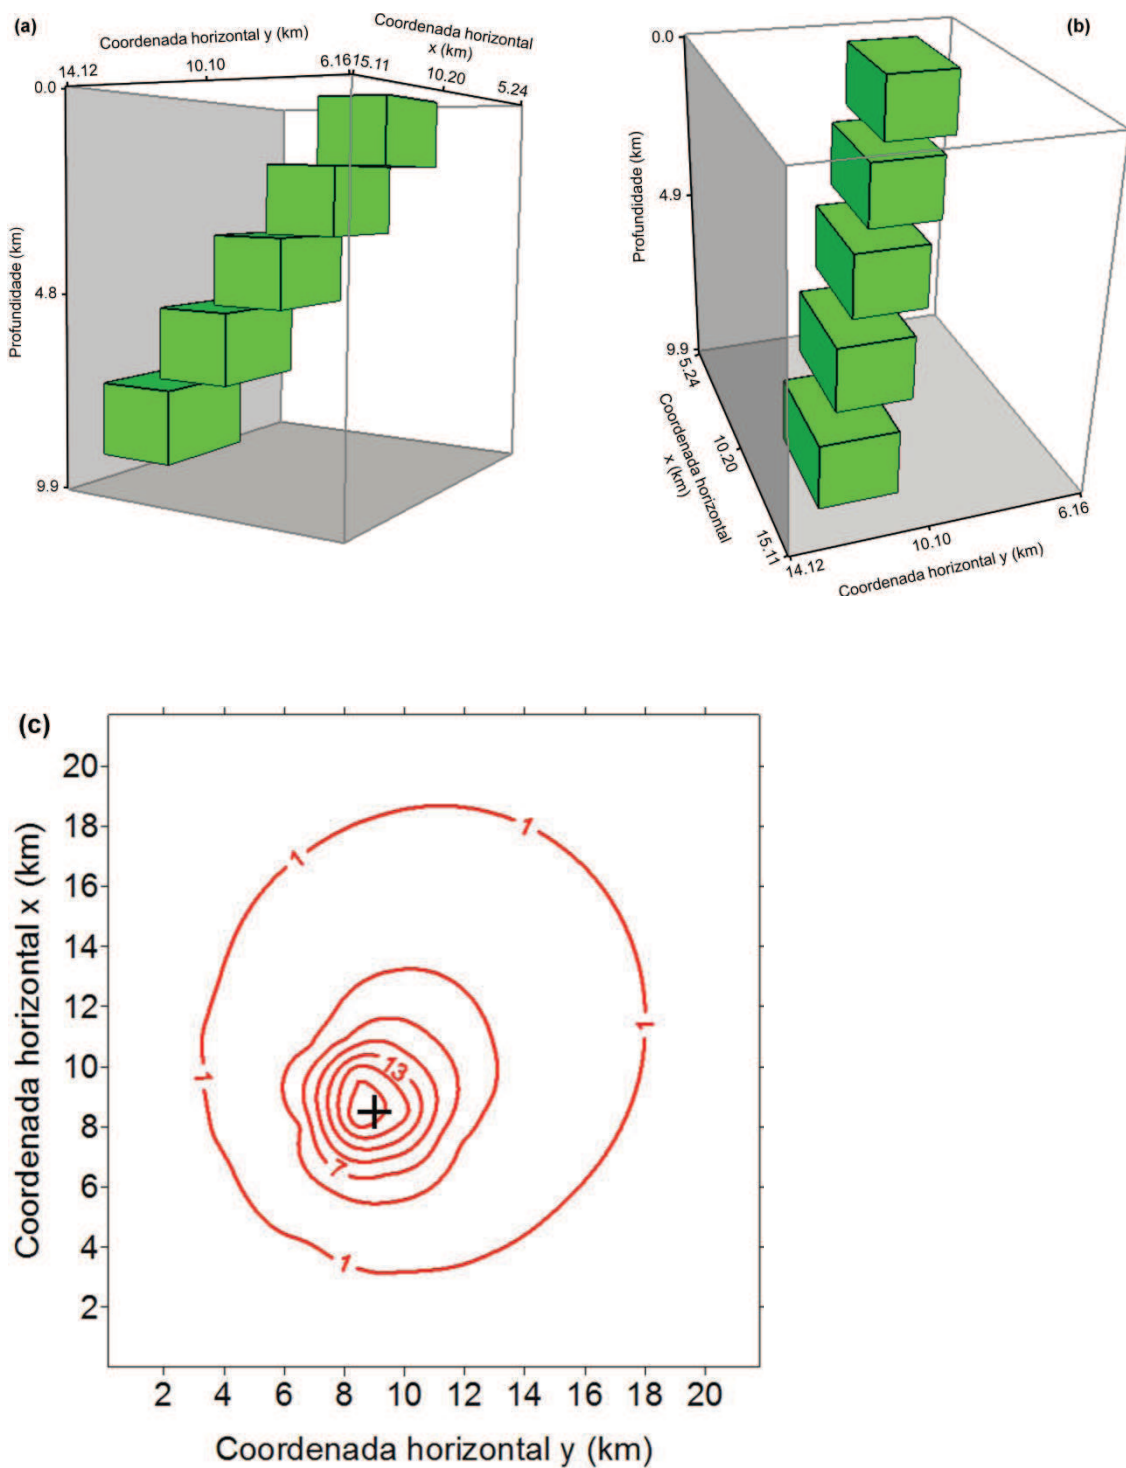 (a)
Coordenada horizontal y (km)
Coordenada horizontal
x (km)
14.12
10.10
6.16
15.11
10.20
5.24
0.0
4.8
9.9
Profundidade (km)
(b)
0.0
4.9
9.9
Profundidade (km)
5.24
10.20
15.11
Coordenada horizontal
x (km)
14.12
10.10
6.16
Coordenada horizontal y (km)
(c)
20
18
16
14
12
10
8
6
4
2
Coordenada horizontal x (km)
1
1
1
1
1
13
7
2 4 6 8 10 12 14 16 18 20
Coordenada horizontal y (km)